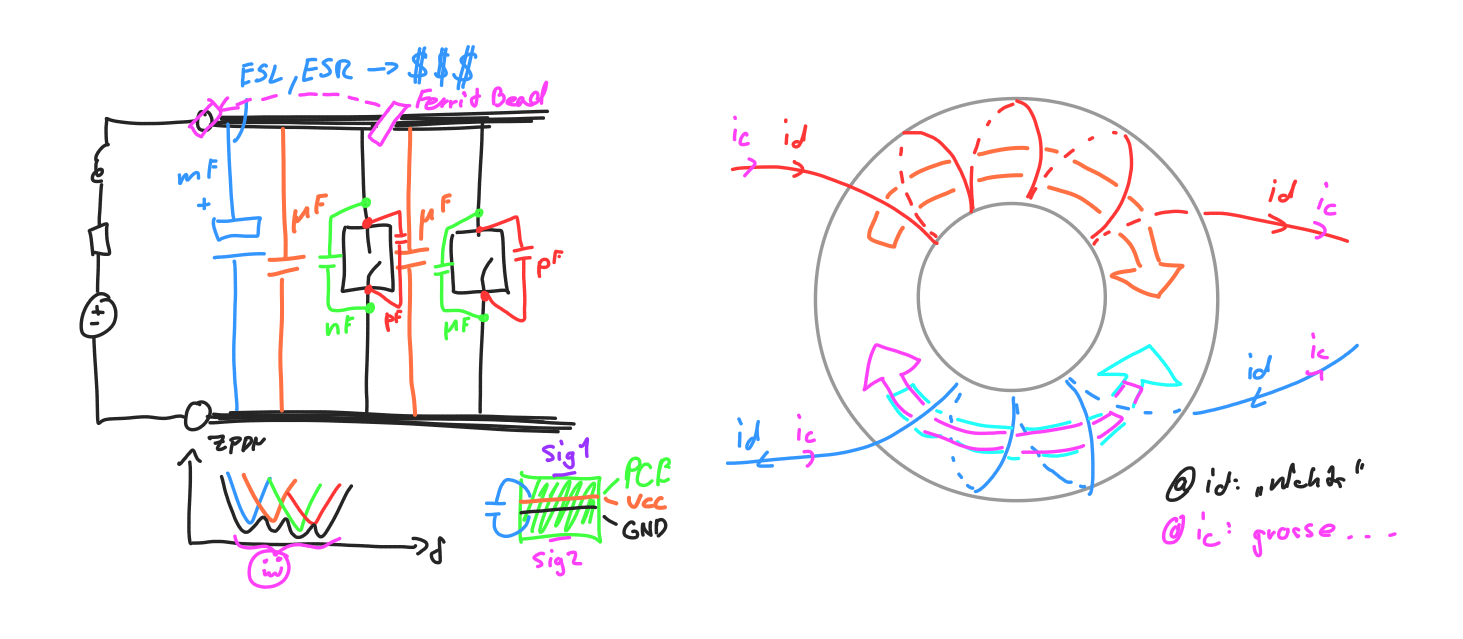 ESL, ESR → $$$
Ferrit Bead
mF
+
μF
μF
nF
pF
μF
pF
+
-
ZPDN
f
sig1
PCB
VCC
GND
sig2
ic id
id ic
id ic
id ic
@ id: „nichts"
@ ic: grosse ...